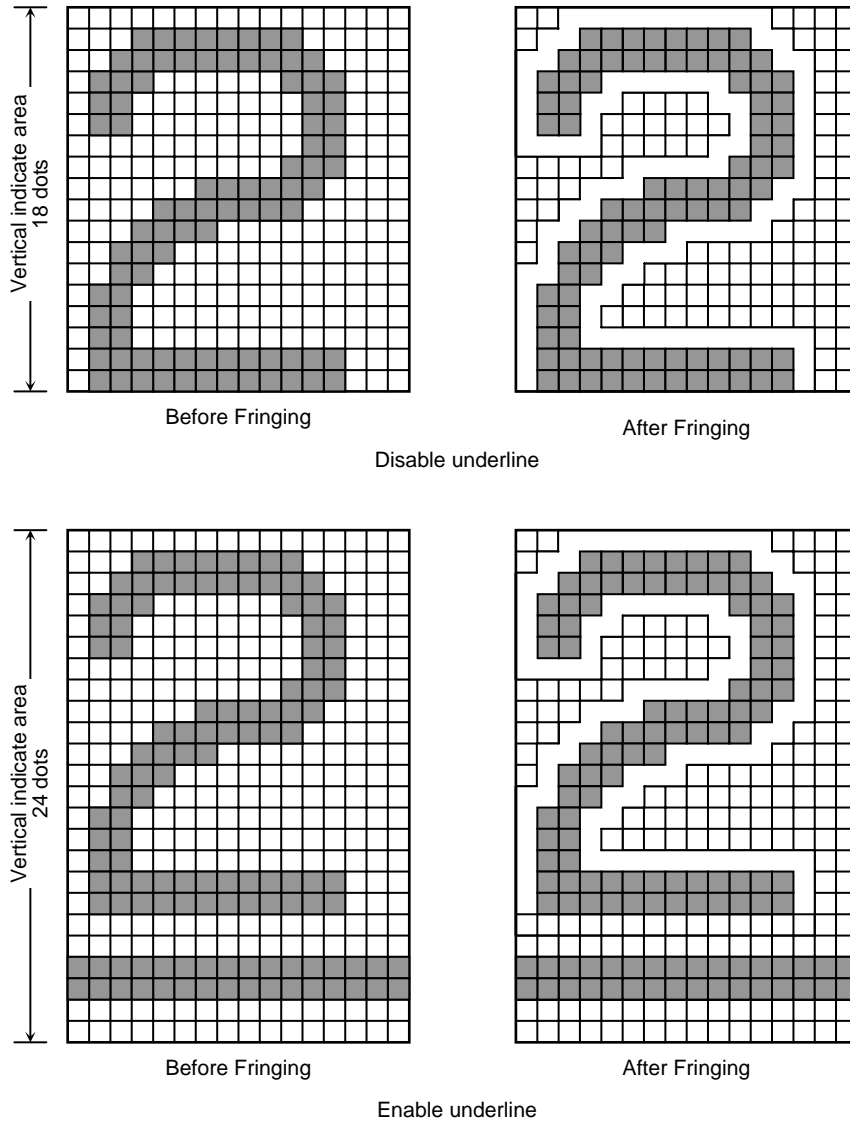 Vertical indicate area
18 dots
Before Fringing
After Fringing
Disable underline
Vertical indicate area
24 dots
Before Fringing
After Fringing
Enable underline